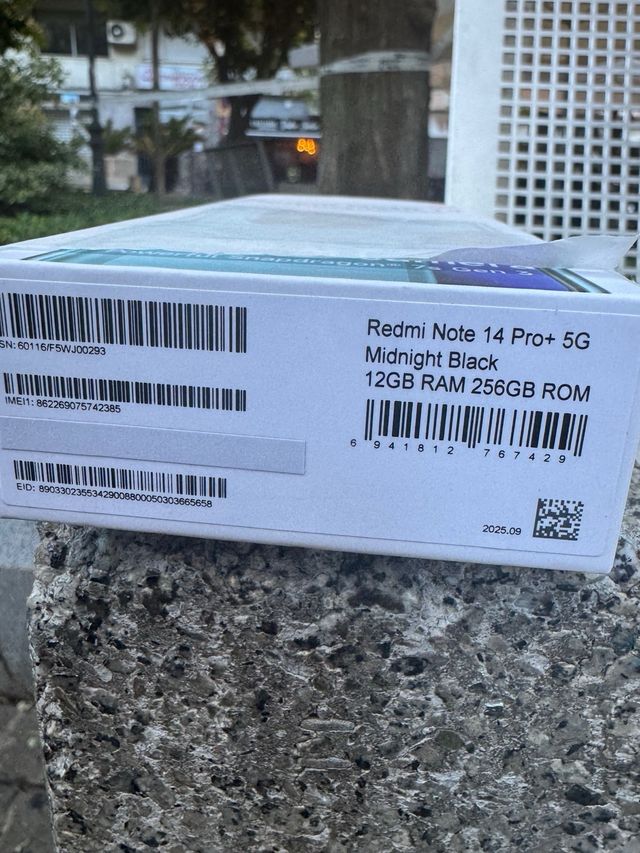 Snapdragon
SN: 60116/F5WJ00293
IMEI1: 862269075742385
EID: 89033023553429008800050303665658
Redmi Note 14 Pro+ 5G
Midnight Black
12GB RAM 256GB ROM
6 941812 767429
2025.09